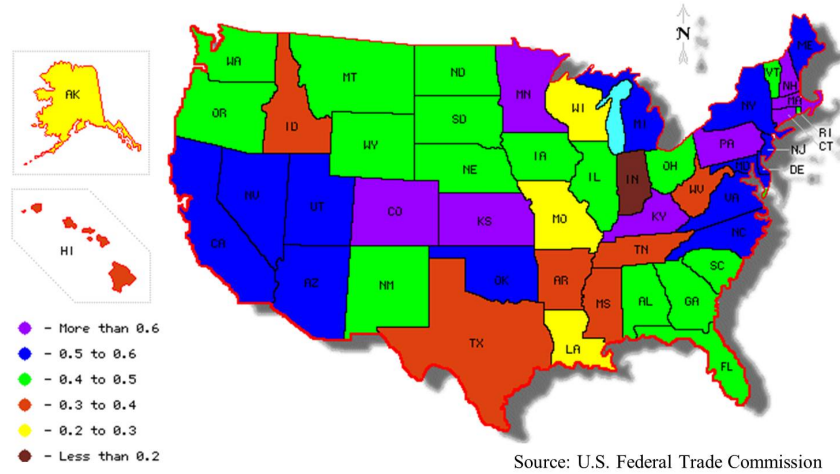 N
AK
HI
WA
OR
ID
MT
WY
ND
SD
NE
MN
IA
WI
MI
IL
IN
OH
PA
NY
VT
NH
MA
ME
RI
CT
NJ
DE
MD
WV
VA
KY
NC
TN
SC
GA
AL
MS
FL
NV
CA
UT
AZ
CO
KS
MO
OK
AR
NM
TX
LA
- More than 0.6
- 0.5 to 0.6
- 0.4 to 0.5
- 0.3 to 0.4
- 0.2 to 0.3
- Less than 0.2
Source: U.S. Federal Trade Commission